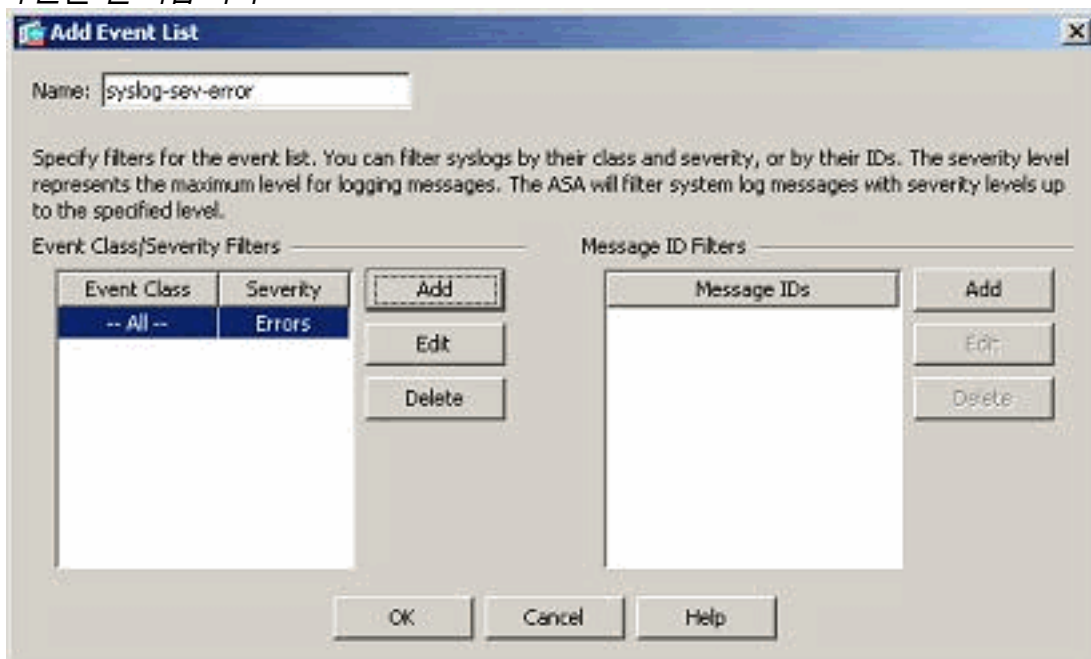 Add Event List
Name: syslog-sev-error
Specify filters for the event list. You can filter syslogs by their class and severity, or by their IDs. The severity level
represents the maximum level for logging messages. The ASA will filter system log messages with severity levels up
to the specified level.
Event Class/Severity Filters
Message ID Filters
Event Class Severity
-- All -- Errors
Add
Edit
Delete
Message IDs
Add
Edit
Delete
OK Cancel Help